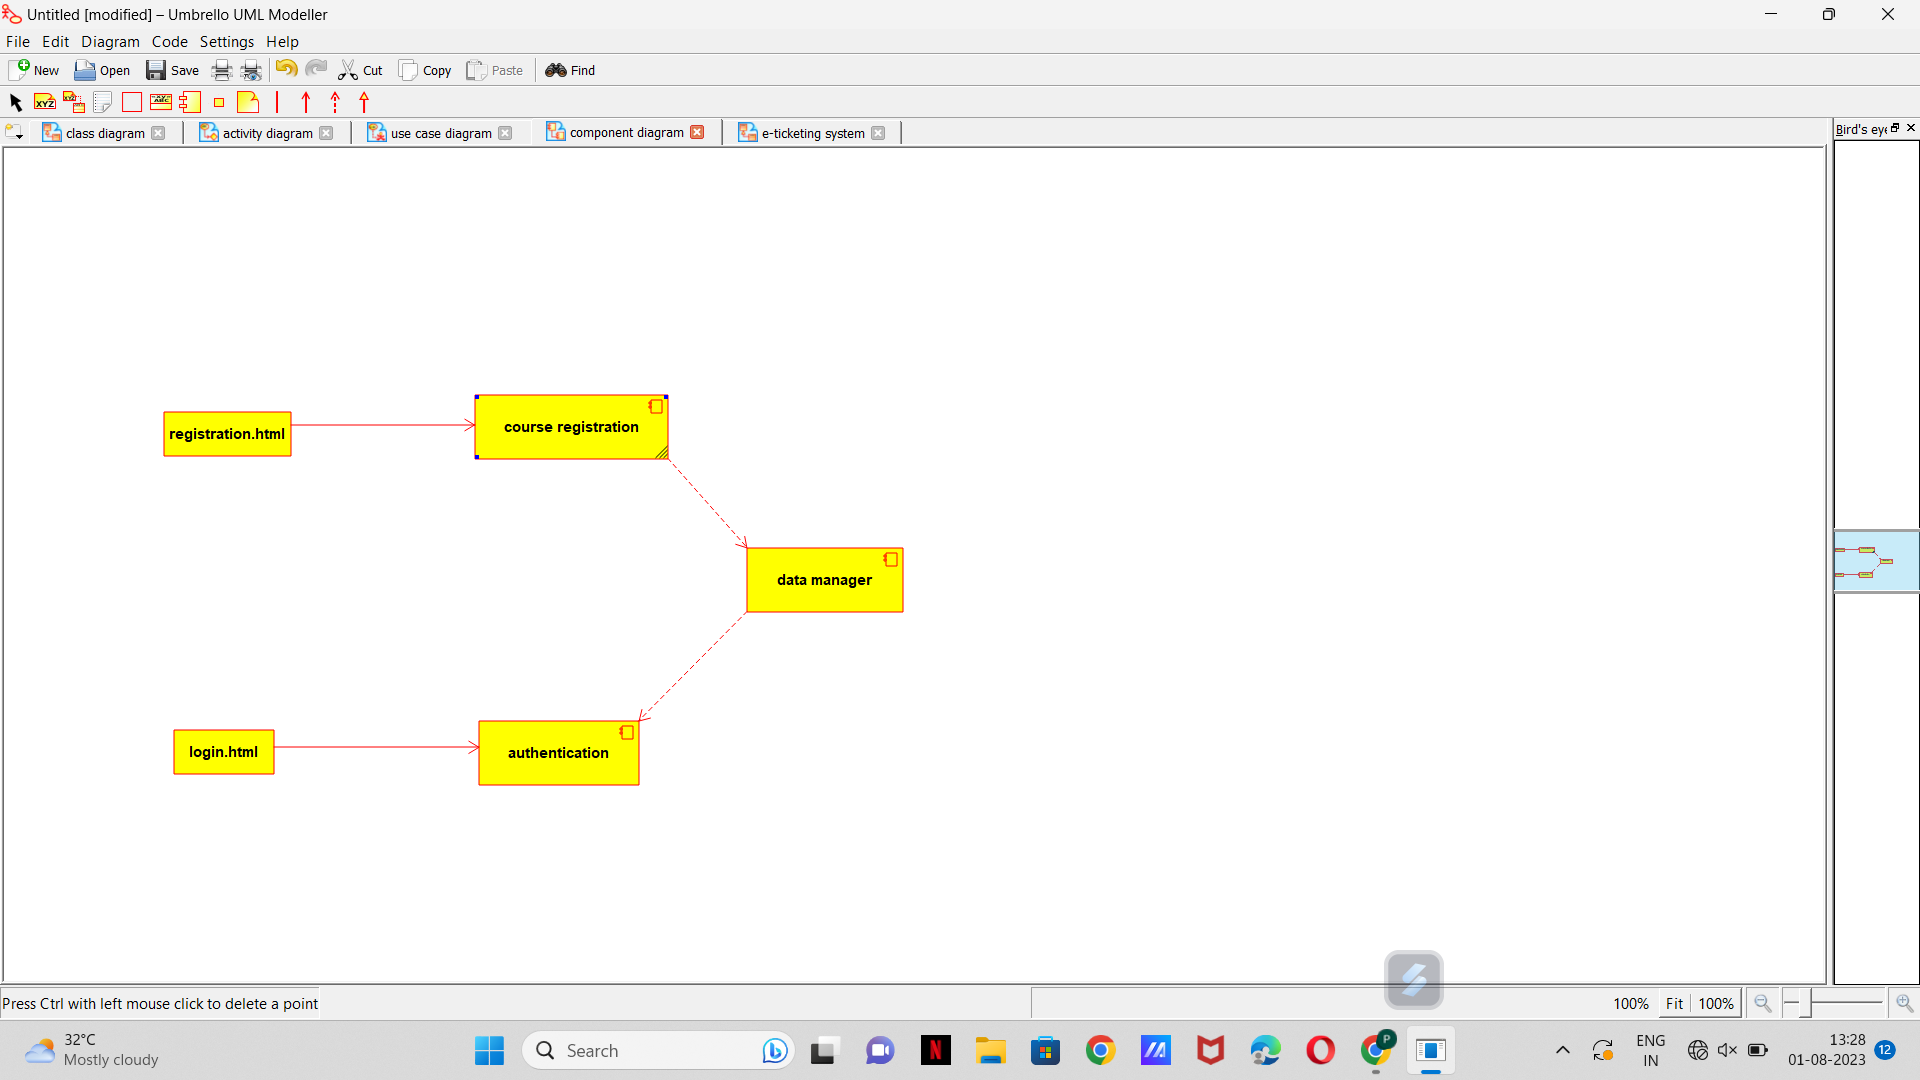 Untitled [modified] – Umbrello UML Modeller
File Edit Diagram Code Settings Help
New Open Save Cut Copy Paste Find
XYZ XYZ ABC
class diagram activity diagram use case diagram component diagram e-ticketing system
Bird's eye
registration.html
course registration
data manager
login.html
authentication
Press Ctrl with left mouse click to delete a point
100% Fit 100%
32°C
Mostly cloudy
Search
N
P
ENG
IN
13:28
01-08-2023
12